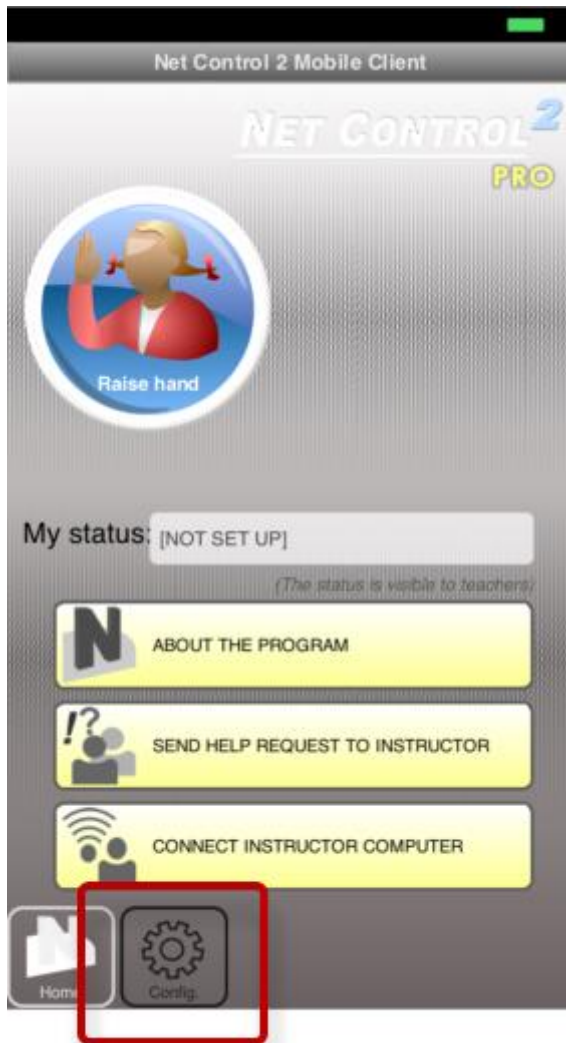 Net Control 2 Mobile Client
NET CONTROL 2
PRO
Raise hand
My status: [NOT SET UP]
(The status is visible to teachers)
ABOUT THE PROGRAM
!?
SEND HELP REQUEST TO INSTRUCTOR
CONNECT INSTRUCTOR COMPUTER
Home Config.